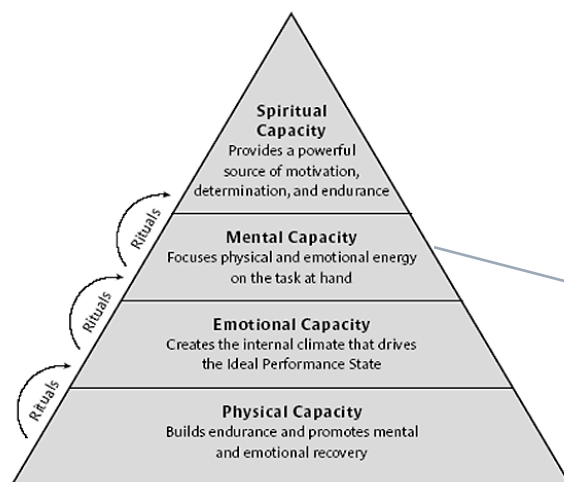 Spiritual
Capacity
Provides a powerful
source of motivation,
determination, and endurance
Rituals
Mental Capacity
Focuses physical and emotional energy
on the task at hand
Rituals
Emotional Capacity
Creates the internal climate that drives
the Ideal Performance State
Rituals
Physical Capacity
Builds endurance and promotes mental
and emotional recovery